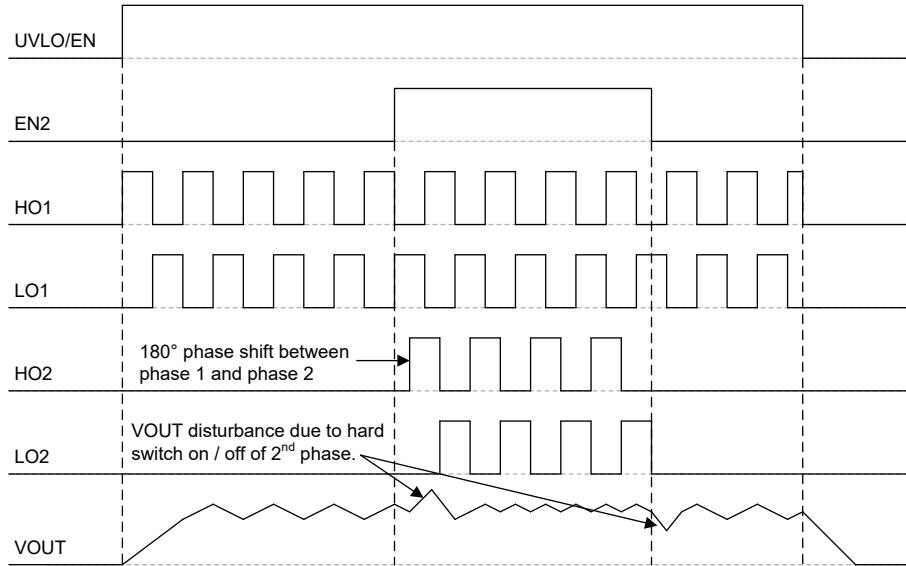 UVLO/EN
EN2
HO1
LO1
180° phase shift between
phase 1 and phase 2
HO2
VOUT disturbance due to hard
switch on / off of 2nd phase.
LO2
VOUT